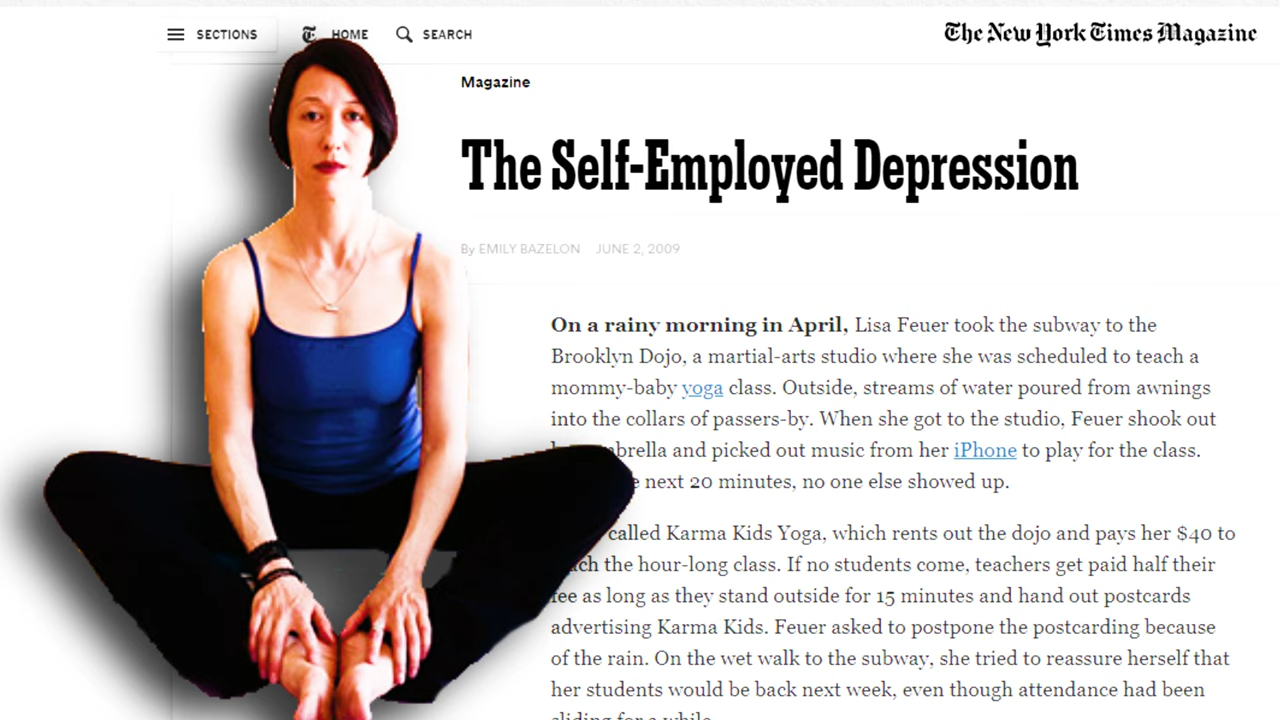 SECTIONS HOME SEARCH The New York Times Magazine
Magazine
The Self-Employed Depression
By EMILY BAZELON JUNE 2, 2009
On a rainy morning in April, Lisa Feuer took the subway to the
Brooklyn Dojo, a martial-arts studio where she was scheduled to teach a
mommy-baby yoga class. Outside, streams of water poured from awnings
into the collars of passers-by. When she got to the studio, Feuer shook out
and picked out music from her iPhone to play for the class.
next 20 minutes, no one else showed up.
called Karma Kids Yoga, which rents out the dojo and pays her $40 to
the hour-long class. If no students come, teachers get paid half their
fee as long as they stand outside for 15 minutes and hand out postcards
advertising Karma Kids. Feuer asked to postpone the postcarding because
of the rain. On the wet walk to the subway, she tried to reassure herself that
her students would be back next week, even though attendance had been
sliding for a while.